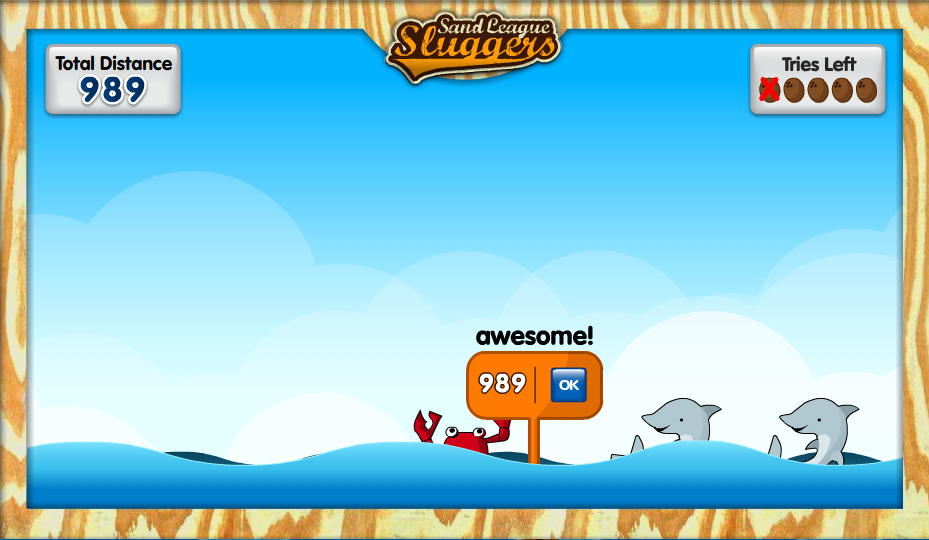 Sand League
Sluggers
Total Distance
989
Tries Left
X
awesome!
989
OK